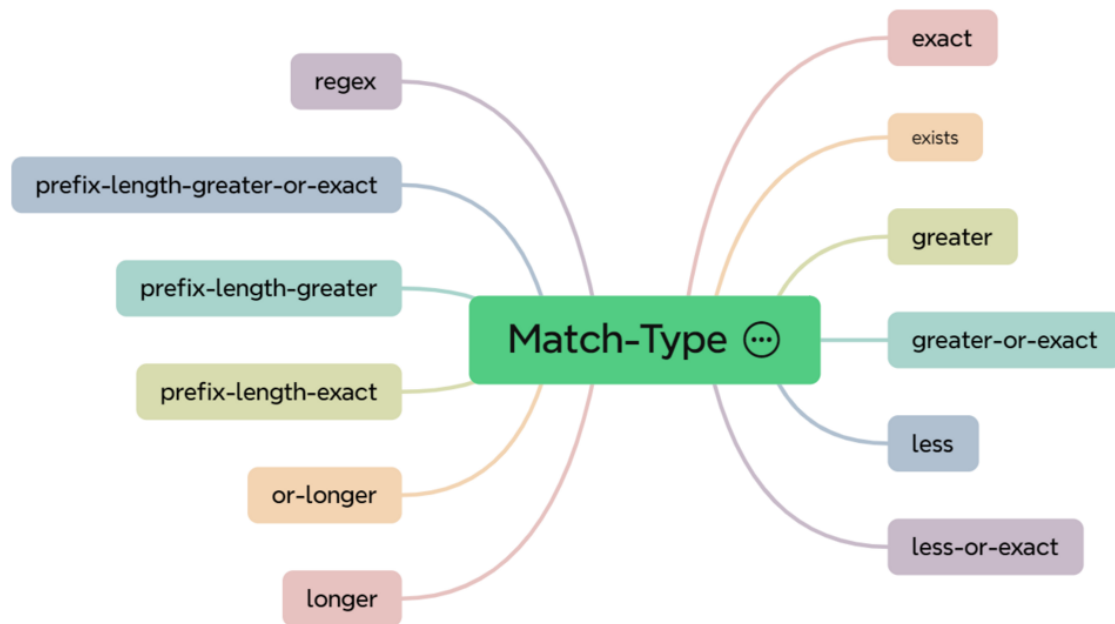 exact
regex
exists
prefix-length-greater-or-exact
greater
prefix-length-greater
Match-Type
greater-or-exact
prefix-length-exact
less
or-longer
less-or-exact
longer